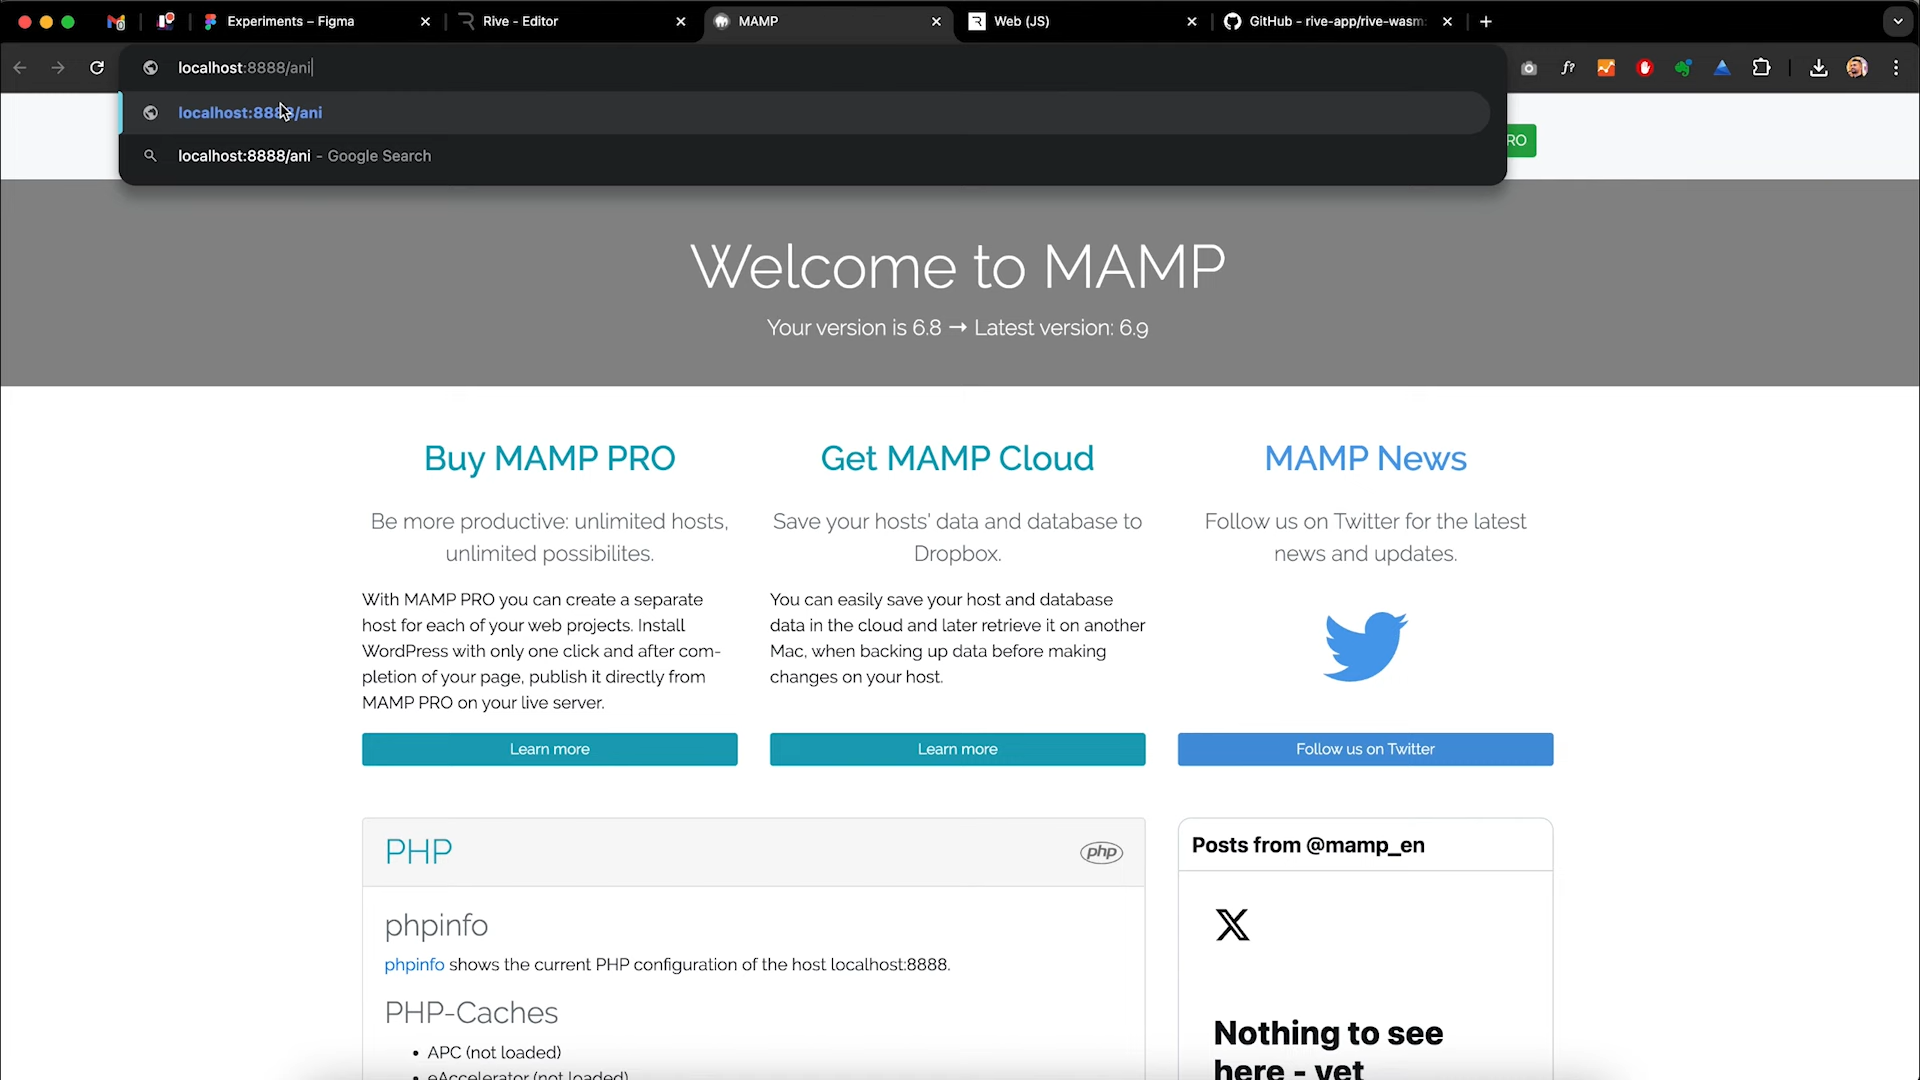 Experiments – Figma
Rive - Editor
MAMP
Web (JS)
GitHub - rive-app/rive-wasm:
localhost:8888/ani
localhost:8888/ani
localhost:8888/ani - Google Search
RO
Welcome to MAMP
Your version is 6.8 → Latest version: 6.9
Buy MAMP PRO
Be more productive: unlimited hosts,
unlimited possibilites.
With MAMP PRO you can create a separate
host for each of your web projects. Install
WordPress with only one click and after com-
pletion of your page, publish it directly from
MAMP PRO on your live server.
Learn more
Get MAMP Cloud
Save your hosts' data and database to
Dropbox.
You can easily save your host and database
data in the cloud and later retrieve it on another
Mac, when backing up data before making
changes on your host.
Learn more
MAMP News
Follow us on Twitter for the latest
news and updates.
Follow us on Twitter
PHP
php
phpinfo
phpinfo shows the current PHP configuration of the host localhost:8888.
PHP-Caches
• APC (not loaded)
• eAccelerator (not loaded)
Posts from @mamp_en
Nothing to see
here - yet